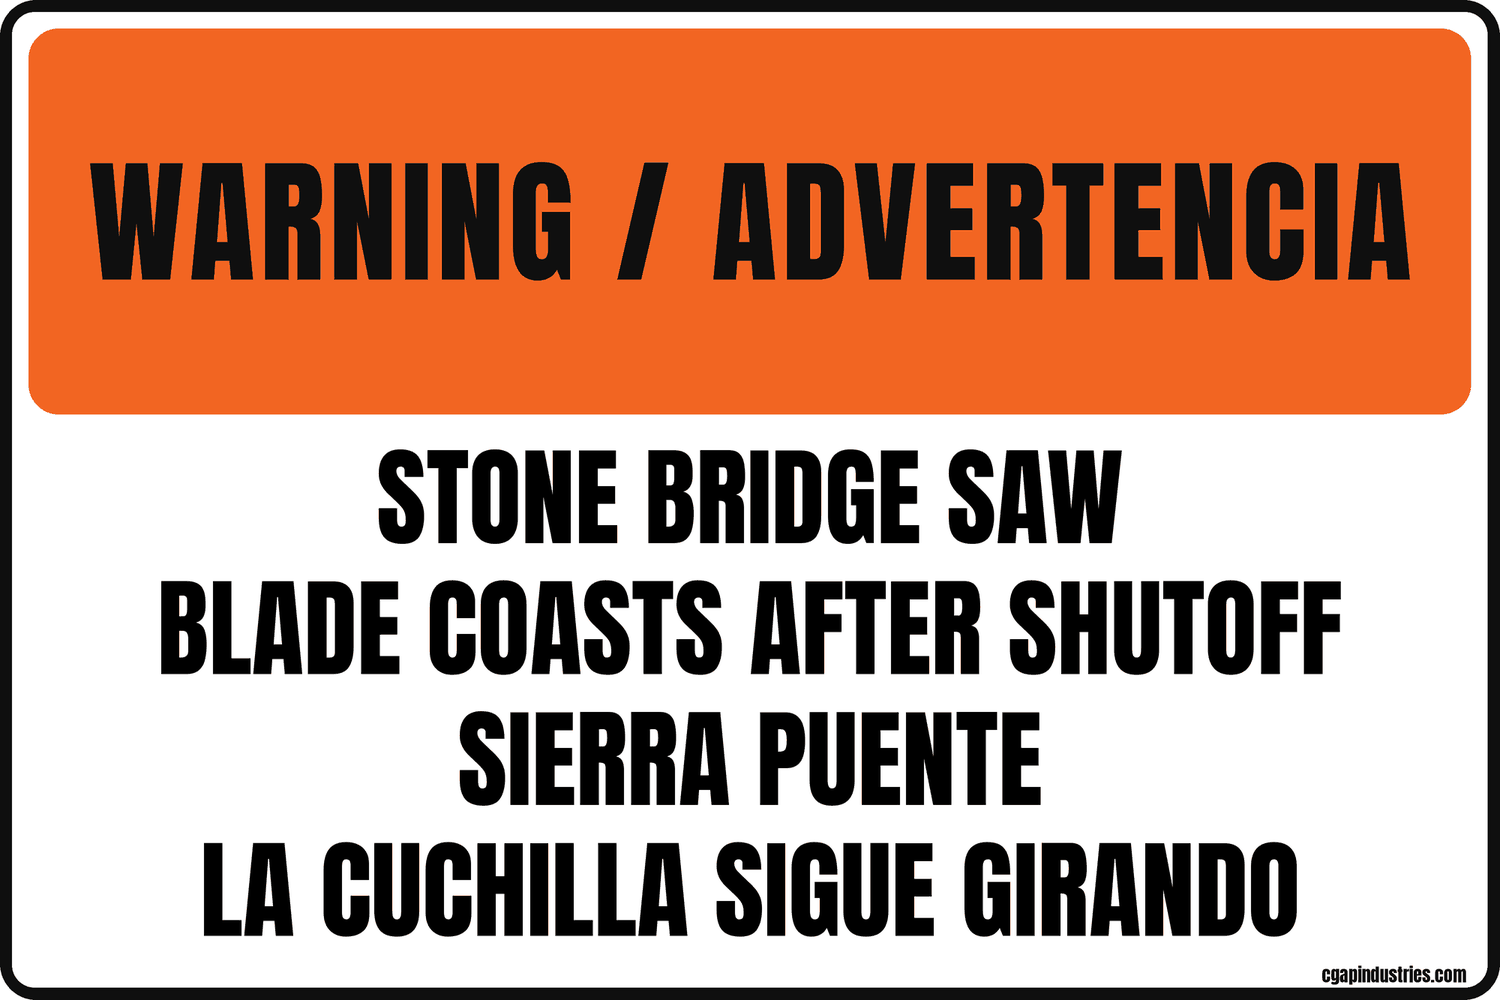 WARNING / ADVERTENCIA
STONE BRIDGE SAW
BLADE COASTS AFTER SHUTOFF
SIERRA PUENTE
LA CUCHILLA SIGUE GIRANDO
cgapindustries.com